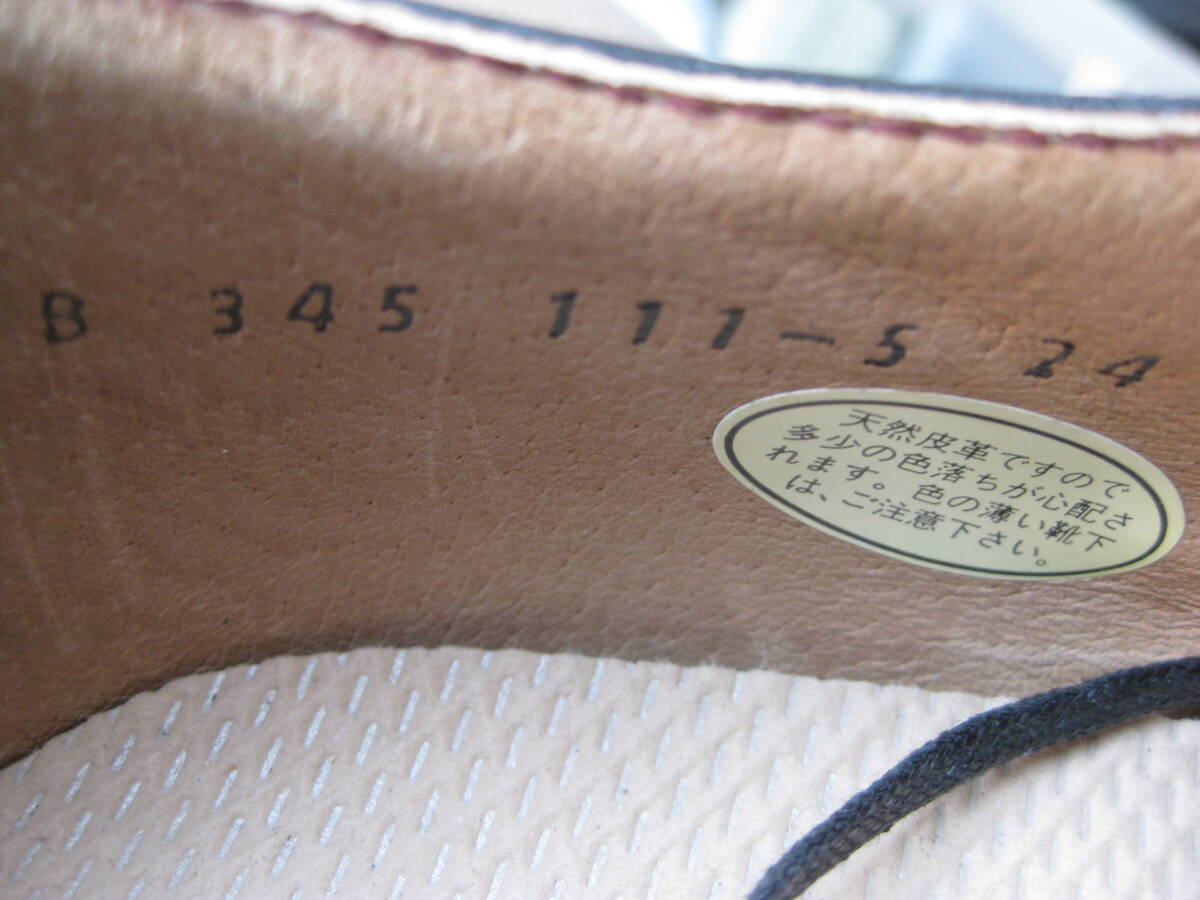 B 345 111-5 24
天然皮革ですので
多少の色落ちが心配さ
れます。色の薄い靴下
は、ご注意下さい。